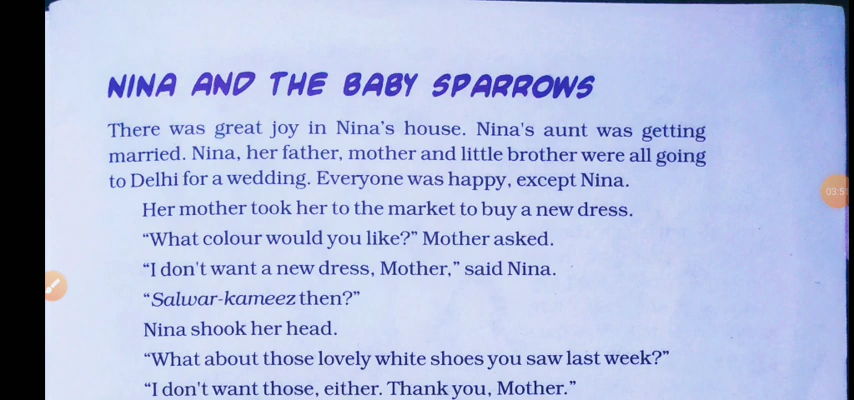 NINA AND THE BABY SPARROWS
There was great joy in Nina's house. Nina's aunt was getting
married. Nina, her father, mother and little brother were all going
to Delhi for a wedding. Everyone was happy, except Nina.
Her mother took her to the market to buy a new dress.
“What colour would you like?” Mother asked.
“I don't want a new dress, Mother,” said Nina.
“Salwar-kameez then?”
Nina shook her head.
“What about those lovely white shoes you saw last week?”
“I don't want those, either. Thank you, Mother.”